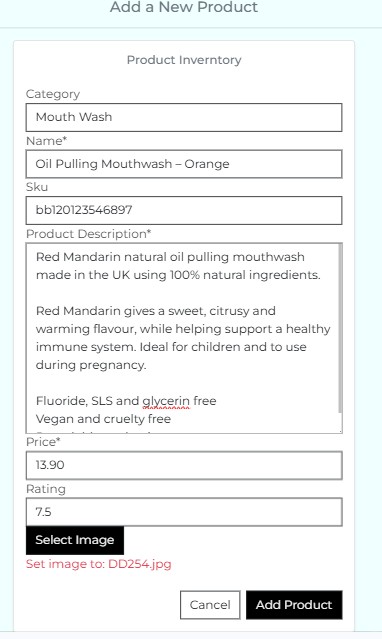 Add a New Product
Product Inverntory
Category
Mouth Wash
Name*
Oil Pulling Mouthwash – Orange
Sku
bb120123546897
Product Description*
Red Mandarin natural oil pulling mouthwash
made in the UK using 100% natural ingredients.
Red Mandarin gives a sweet, citrusy and
warming flavour, while helping support a healthy
immune system. Ideal for children and to use
during pregnancy.
Fluoride, SLS and glycerin free
Vegan and cruelty free
Price*
13.90
Rating
7.5
Select Image
Set image to: DD254.jpg
Cancel
Add Product